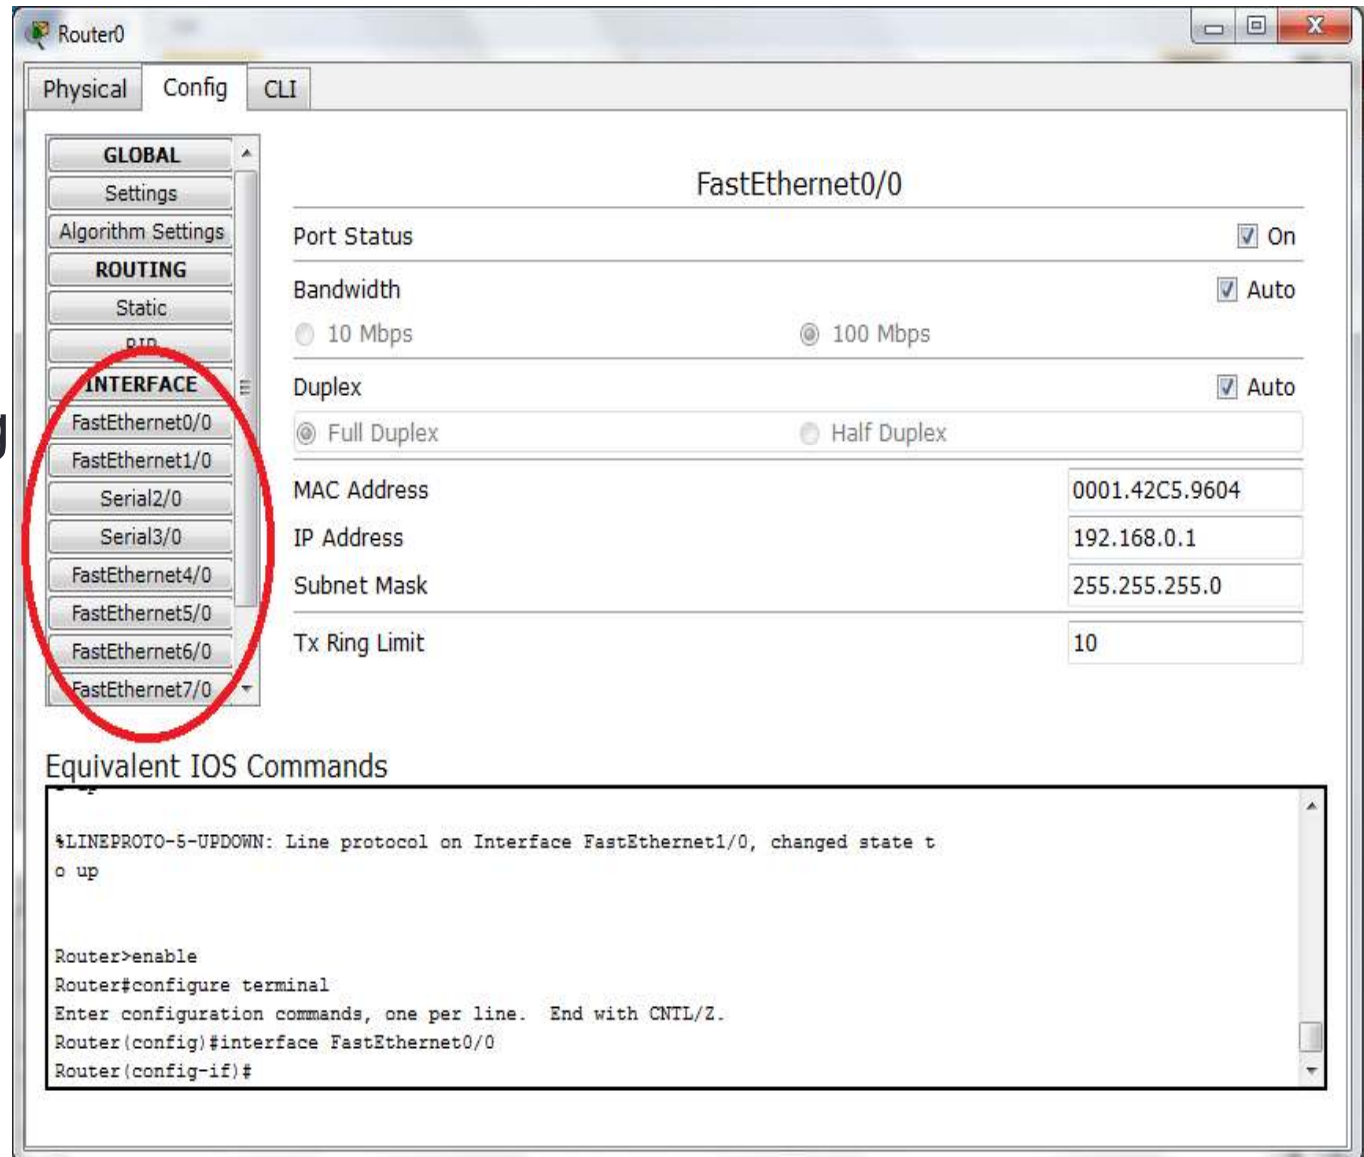 Router0
Physical Config CLI
GLOBAL
Settings
Algorithm Settings
ROUTING
Static
RIP
INTERFACE
FastEthernet0/0
FastEthernet1/0
Serial2/0
Serial3/0
FastEthernet4/0
FastEthernet5/0
FastEthernet6/0
FastEthernet7/0
g
FastEthernet0/0
Port Status On
Bandwidth Auto
10 Mbps 100 Mbps
Duplex Auto
Full Duplex Half Duplex
MAC Address 0001.42C5.9604
IP Address 192.168.0.1
Subnet Mask 255.255.255.0
Tx Ring Limit 10
Equivalent IOS Commands
o up
%LINEPROTO-5-UPDOWN: Line protocol on Interface FastEthernet1/0, changed state t
o up
Router>enable
Router#configure terminal
Enter configuration commands, one per line. End with CNTL/Z.
Router(config)#interface FastEthernet0/0
Router(config-if)#